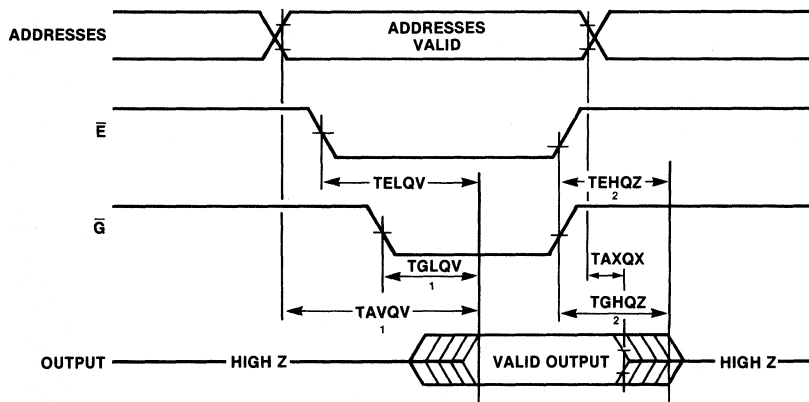 ADDRESSES
ADDRESSES
VALID
E̅
TELQV
TEHQZ
2
G̅
TGLQV
1
TAXQX
TAVQV
1
TGHQZ
2
OUTPUT
HIGH Z
VALID OUTPUT
HIGH Z